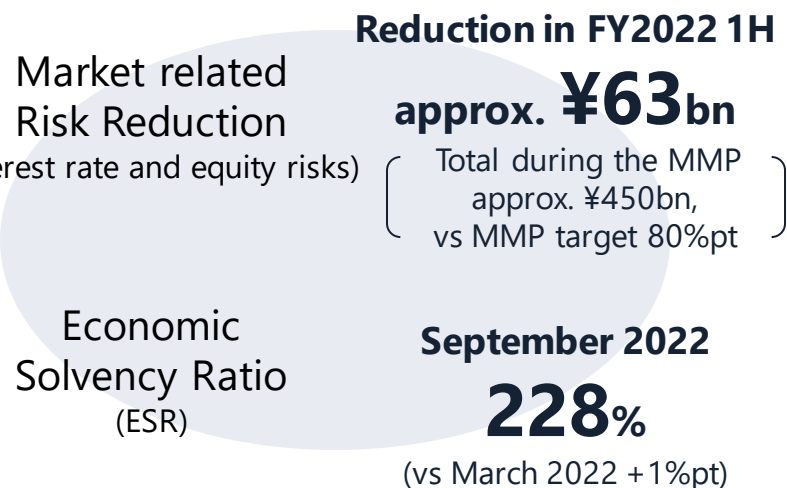 Market related
Risk Reduction
rest rate and equity risks)
Reduction in FY2022 1H
approx. ¥63bn
Total during the MMP
approx. ¥450bn,
vs MMP target 80%pt
Economic
Solvency Ratio
(ESR)
September 2022
228%
(vs March 2022 +1%pt)